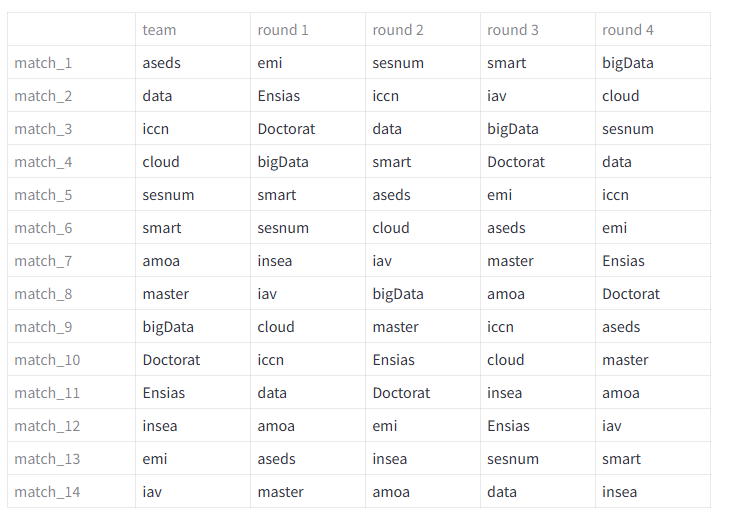 team round 1 round 2 round 3 round 4
match_1 aseds emi sesnum smart bigData
match_2 data Ensias iccn iav cloud
match_3 iccn Doctorat data bigData sesnum
match_4 cloud bigData smart Doctorat data
match_5 sesnum smart aseds emi iccn
match_6 smart sesnum cloud aseds emi
match_7 amoa insea iav master Ensias
match_8 master iav bigData amoa Doctorat
match_9 bigData cloud master iccn aseds
match_10 Doctorat iccn Ensias cloud master
match_11 Ensias data Doctorat insea amoa
match_12 insea amoa emi Ensias iav
match_13 emi aseds insea sesnum smart
match_14 iav master amoa data insea